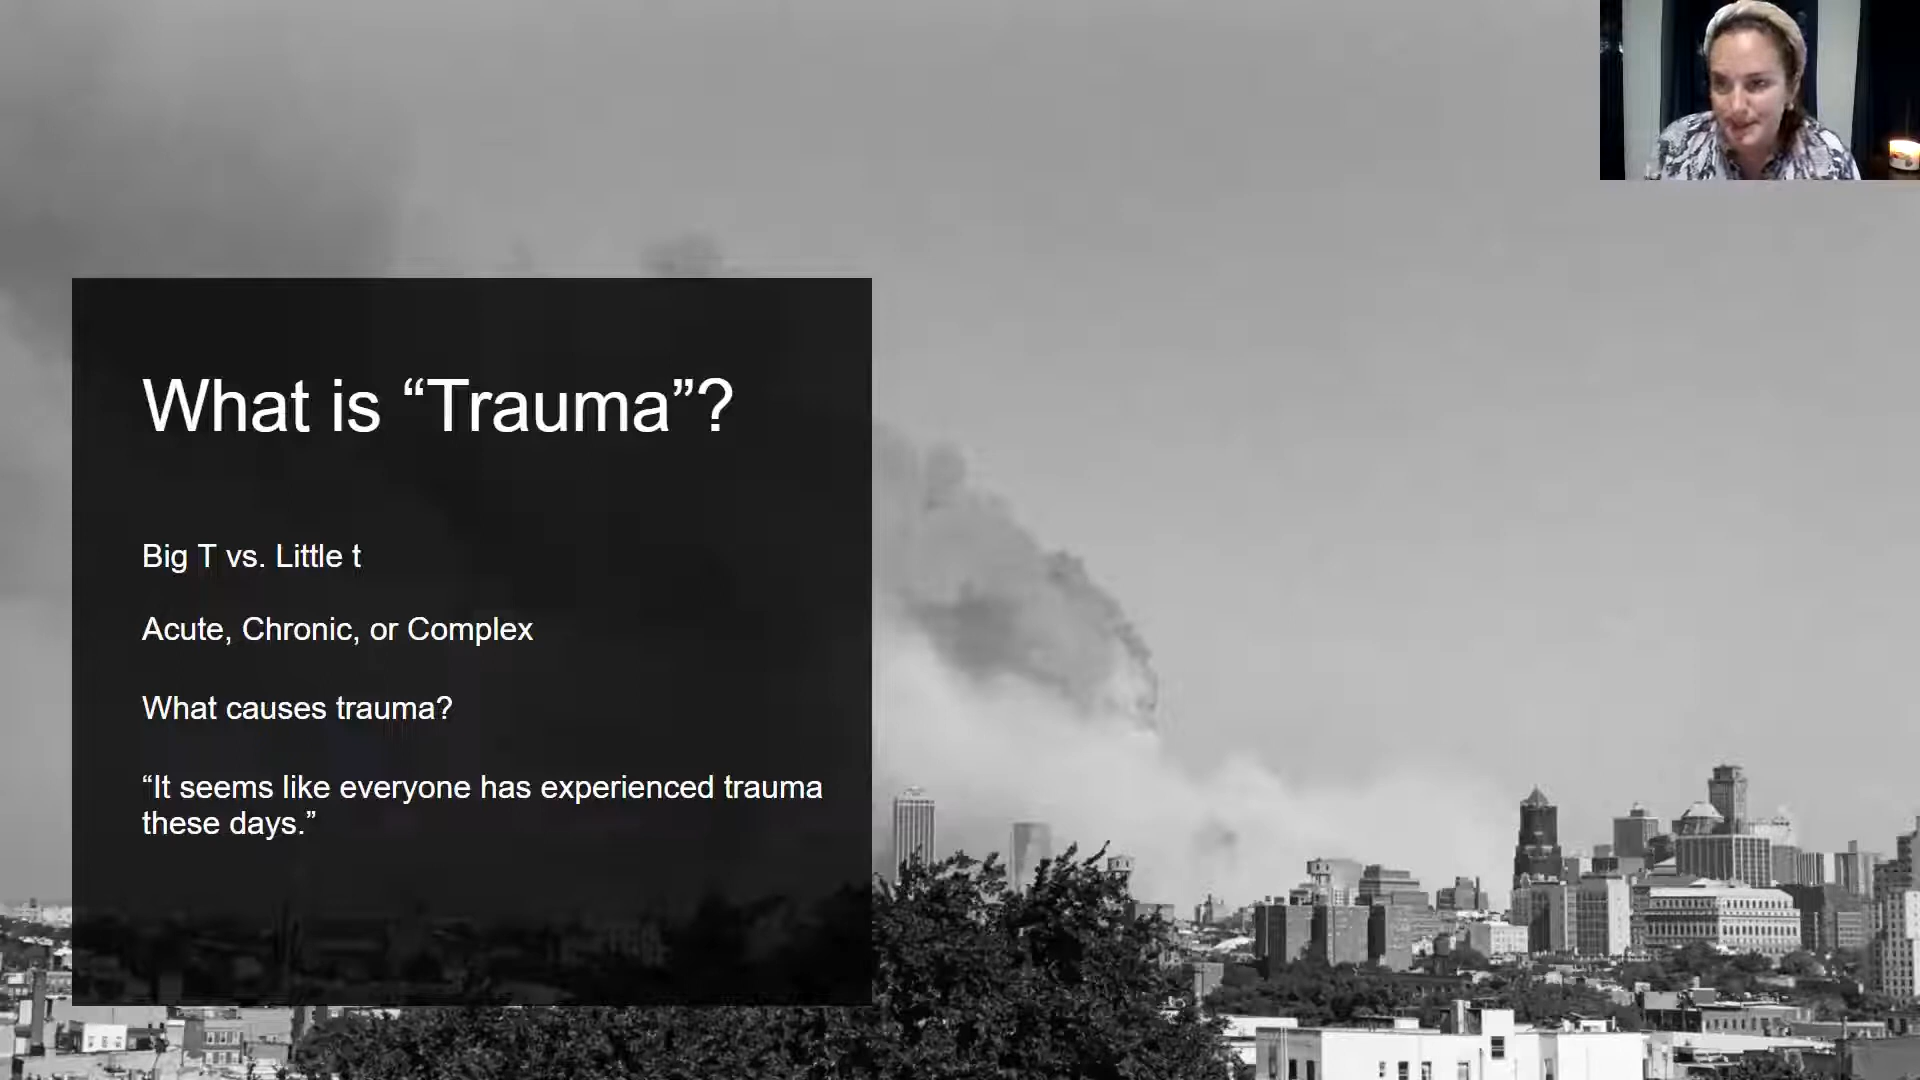 What is “Trauma”?
Big T vs. Little t
Acute, Chronic, or Complex
What causes trauma?
“It seems like everyone has experienced trauma
these days.”